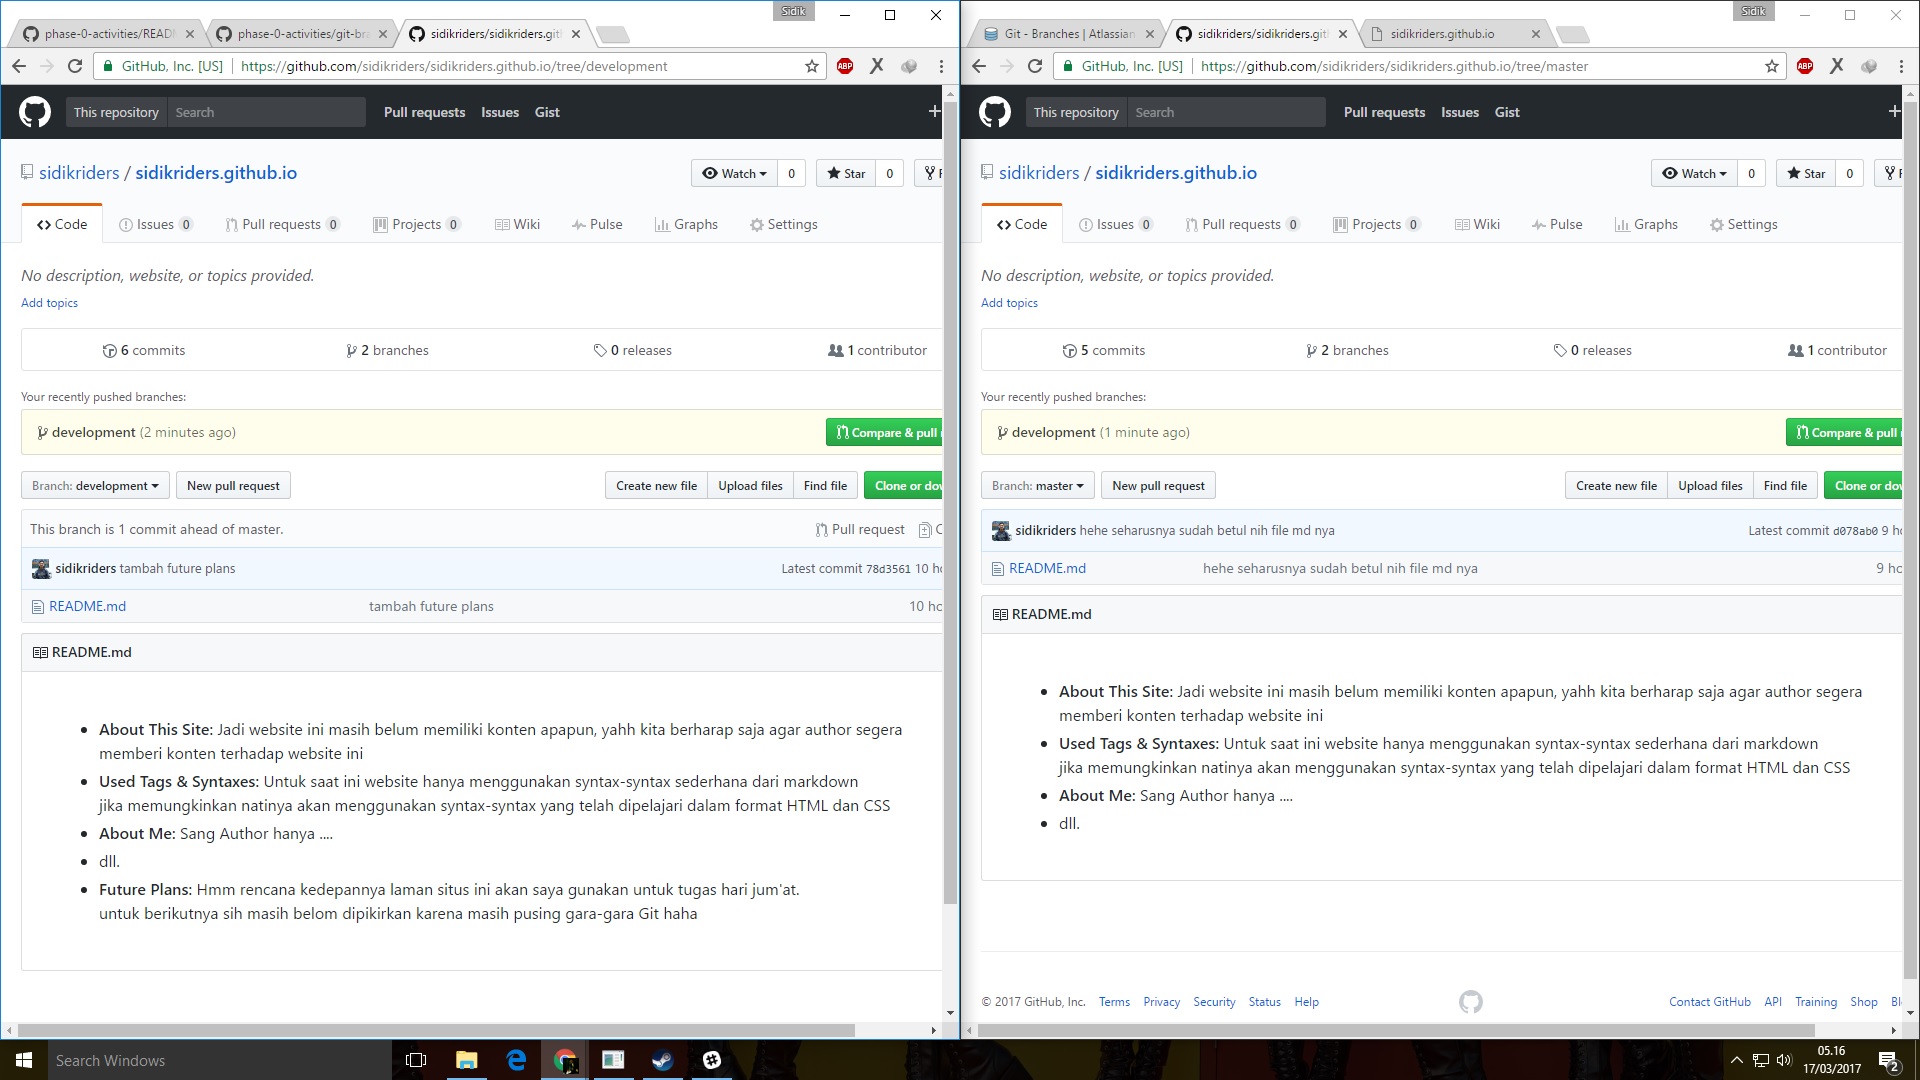 Sidik
phase-0-activities/READ
phase-0-activities/git-bra
sidikriders/sidikriders.git
GitHub, Inc. [US]
https://github.com/sidikriders/sidikriders.github.io/tree/development
ABP
This repository
Search
Pull requests
Issues
Gist
sidikriders / sidikriders.github.io
Watch
0
Star
0
Code
Issues 0
Pull requests 0
Projects 0
Wiki
Pulse
Graphs
Settings
No description, website, or topics provided.
Add topics
6 commits
2 branches
0 releases
1 contributor
Your recently pushed branches:
development (2 minutes ago)
Compare & pull
Branch: development
New pull request
Create new file
Upload files
Find file
Clone or
This branch is 1 commit ahead of master.
Pull request
sidikriders tambah future plans
Latest commit 78d3561 10
README.md
tambah future plans
10
README.md
About This Site: Jadi website ini masih belum memiliki konten apapun, yahh kita berharap saja agar author segera
memberi konten terhadap website ini
Used Tags & Syntaxes: Untuk saat ini website hanya menggunakan syntax-syntax sederhana dari markdown
jika memungkinkan natinya akan menggunakan syntax-syntax yang telah dipelajari dalam format HTML dan CSS
About Me: Sang Author hanya ....
dll.
Future Plans: Hmm rencana kedepannya laman situs ini akan saya gunakan untuk tugas hari jum'at.
untuk berikutnya sih masih belom dipikirkan karena masih pusing gara-gara Git haha
Sidik
Git - Branches | Atlassian
sidikriders/sidikriders.git
sidikriders.github.io
GitHub, Inc. [US]
https://github.com/sidikriders/sidikriders.github.io/tree/master
ABP
This repository
Search
Pull requests
Issues
Gist
sidikriders / sidikriders.github.io
Watch
0
Star
0
Code
Issues 0
Pull requests 0
Projects 0
Wiki
Pulse
Graphs
Settings
No description, website, or topics provided.
Add topics
5 commits
2 branches
0 releases
1 contributor
Your recently pushed branches:
development (1 minute ago)
Compare & pull
Branch: master
New pull request
Create new file
Upload files
Find file
Clone or
sidikriders hehe seharusnya sudah betul nih file md nya
Latest commit d078ab0 9
README.md
hehe seharusnya sudah betul nih file md nya
9
README.md
About This Site: Jadi website ini masih belum memiliki konten apapun, yahh kita berharap saja agar author segera
memberi konten terhadap website ini
Used Tags & Syntaxes: Untuk saat ini website hanya menggunakan syntax-syntax sederhana dari markdown
jika memungkinkan natinya akan menggunakan syntax-syntax yang telah dipelajari dalam format HTML dan CSS
About Me: Sang Author hanya ....
dll.
© 2017 GitHub, Inc.
Terms
Privacy
Security
Status
Help
Contact GitHub
API
Training
Shop
Search Windows
05.16
17/03/2017
2